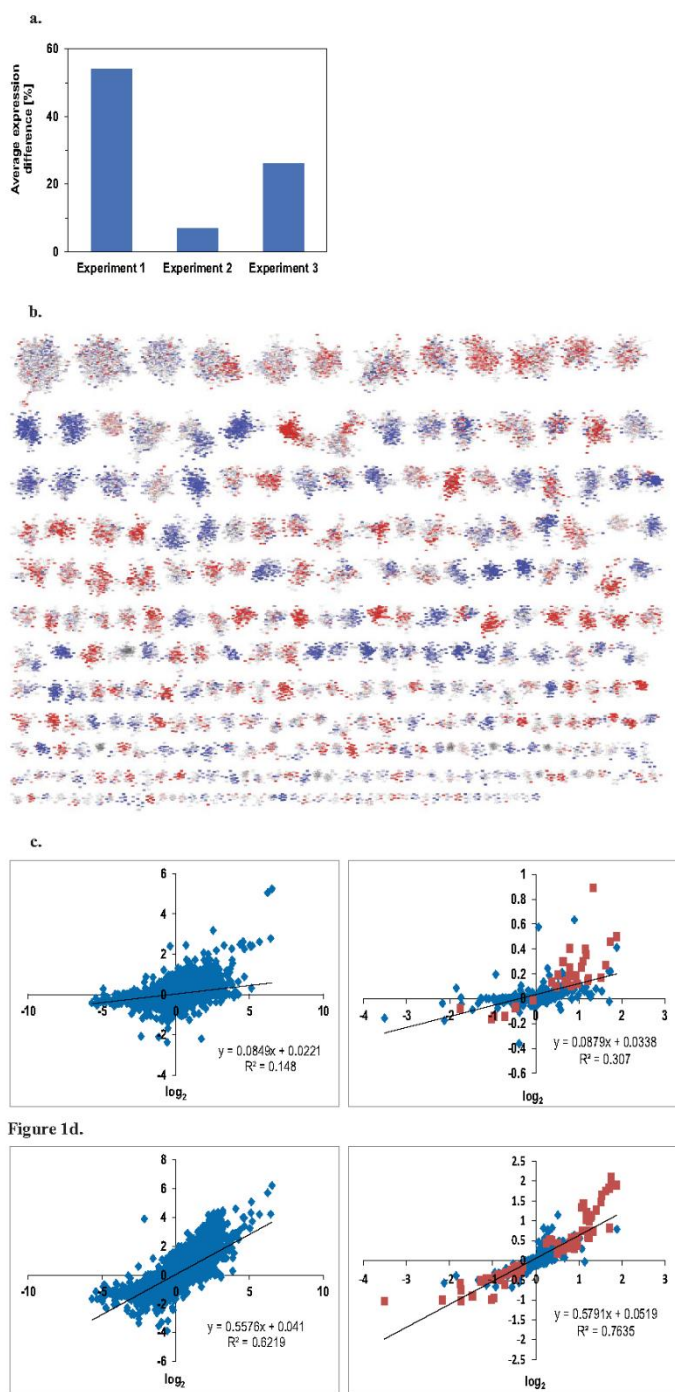 a.
60
40
20
0
Average expression
difference [%]
Experiment 1 Experiment 2 Experiment 3
b.
c.
6
4
2
0
-2
-4
-10 -5 0 5 10
y = 0.0849x + 0.0221
R² = 0.148
log2
1
0.8
0.6
0.4
0.2
0
-0.2
-0.4
-0.6
-4 -3 -2 -1 0 1 2 3
y = 0.0879x + 0.0338
R² = 0.307
log2
Figure 1d.
8
6
4
2
0
-2
-4
-6
-10 -5 0 5 10
y = 0.5576x + 0.041
R² = 0.6219
log2
2.5
2
1.5
1
0.5
0
-0.5
-1
-1.5
-2
-2.5
-4 -3 -2 -1 0.0 1 2 3
y = 0.5791x + 0.0519
R² = 0.7635
log2